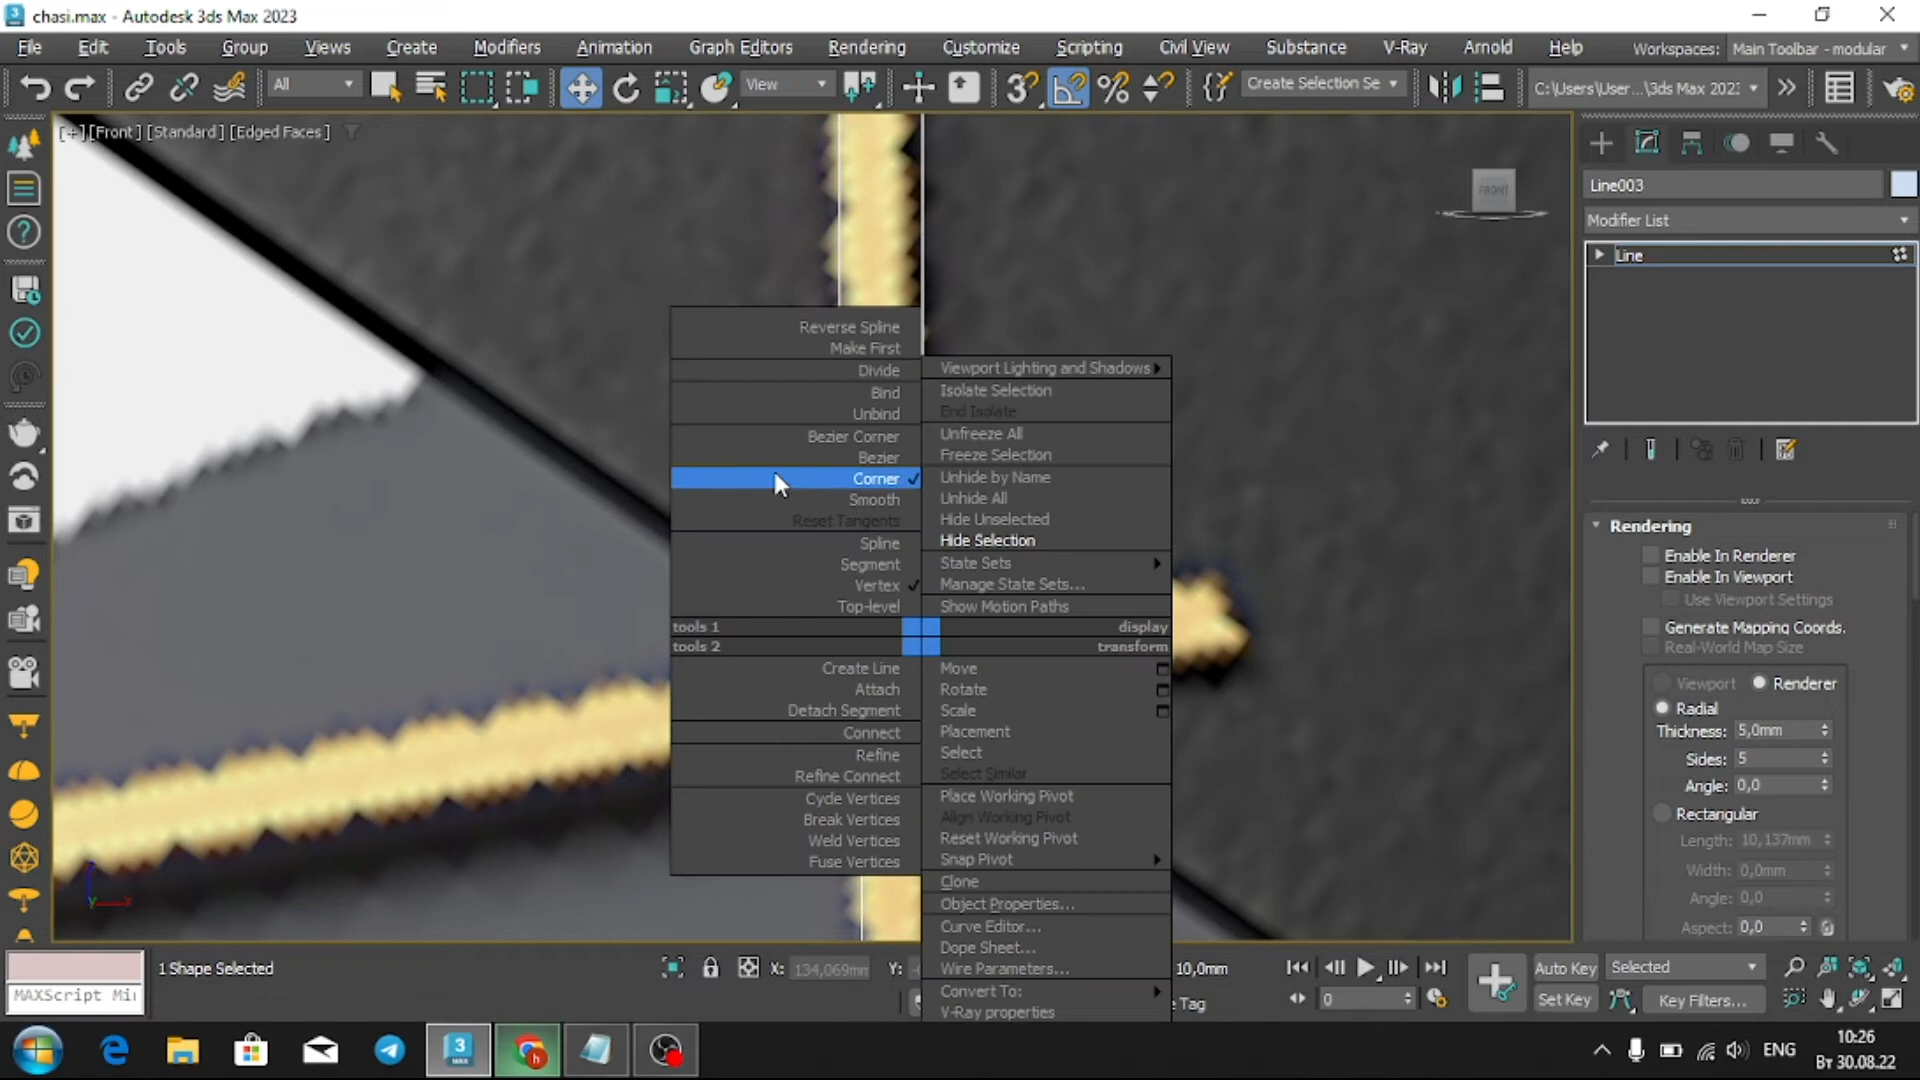 chasi.max - Autodesk 3ds Max 2023
File Edit Tools Group Views Create Modifiers Animation Graph Editors Rendering Customize Scripting Civil View Substance V-Ray Arnold Help Workspaces: Main Toolbar - modular
All View Create Selection Se C:\Users\User...\3ds Max 202
[+] [Front ] [Standard ] [Edged Faces ]
FRONT
Line003
Modifier List
Line
Reverse Spline
Make First
Divide
Bind
Unbind
Bezier Corner
Bezier
Corner
Smooth
Reset Tangents
Spline
Segment
Vertex
Top-level
tools 1
tools 2
Create Line
Attach
Detach Segment
Connect
Refine
Refine Connect
Cycle Vertices
Break Vertices
Weld Vertices
Fuse Vertices
Viewport Lighting and Shadows
Isolate Selection
End Isolate
Unfreeze All
Freeze Selection
Unhide by Name
Unhide All
Hide Unselected
Hide Selection
State Sets
Manage State Sets...
Show Motion Paths
display
transform
Move
Rotate
Scale
Placement
Select
Select Similar
Place Working Pivot
Align Working Pivot
Reset Working Pivot
Snap Pivot
Clone
Object Properties...
Curve Editor...
Dope Sheet...
Wire Parameters...
Convert To:
V-Ray properties
Rendering
Enable In Renderer
Enable In Viewport
Use Viewport Settings
Generate Mapping Coords.
Real-World Map Size
Viewport Renderer
Radial
Thickness: 5,0mm
Sides: 5
Angle: 0,0
Rectangular
Length: 10,137mm
Width: 0,0mm
Angle: 0,0
Aspect: 0,0
MAXScript Mi
1 Shape Selected
X: 134,069mm Y:
10,0mm
e Tag
0
Auto Key Selected
Set Key Key Filters...
ENG
10:26
Вт 30.08.22